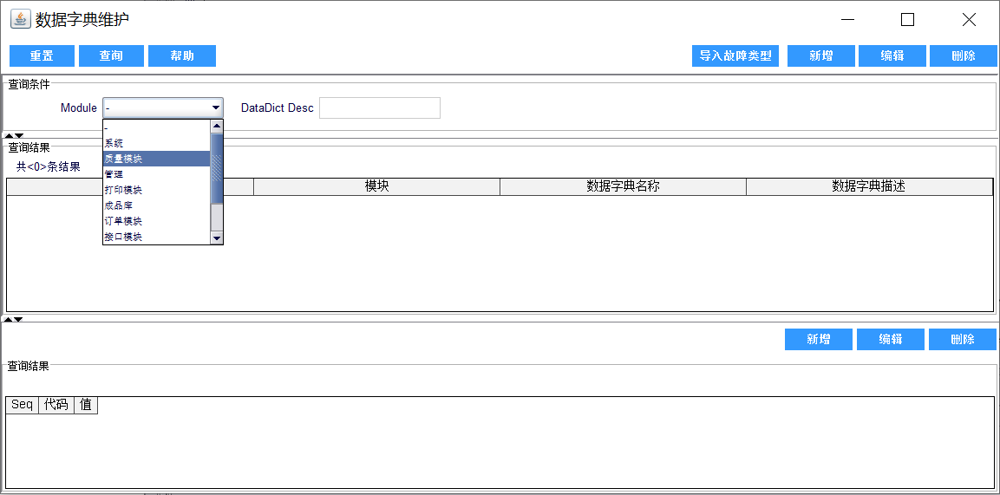 数据字典维护
重置 查询 帮助 导入故障类型 新增 编辑 删除
查询条件
Module - DataDict Desc
-
系统
质量模块
管理
打印模块
成品库
订单模块
接口模块
查询结果
共<0>条结果
模块 数据字典名称 数据字典描述
新增 编辑 删除
查询结果
Seq 代码 值